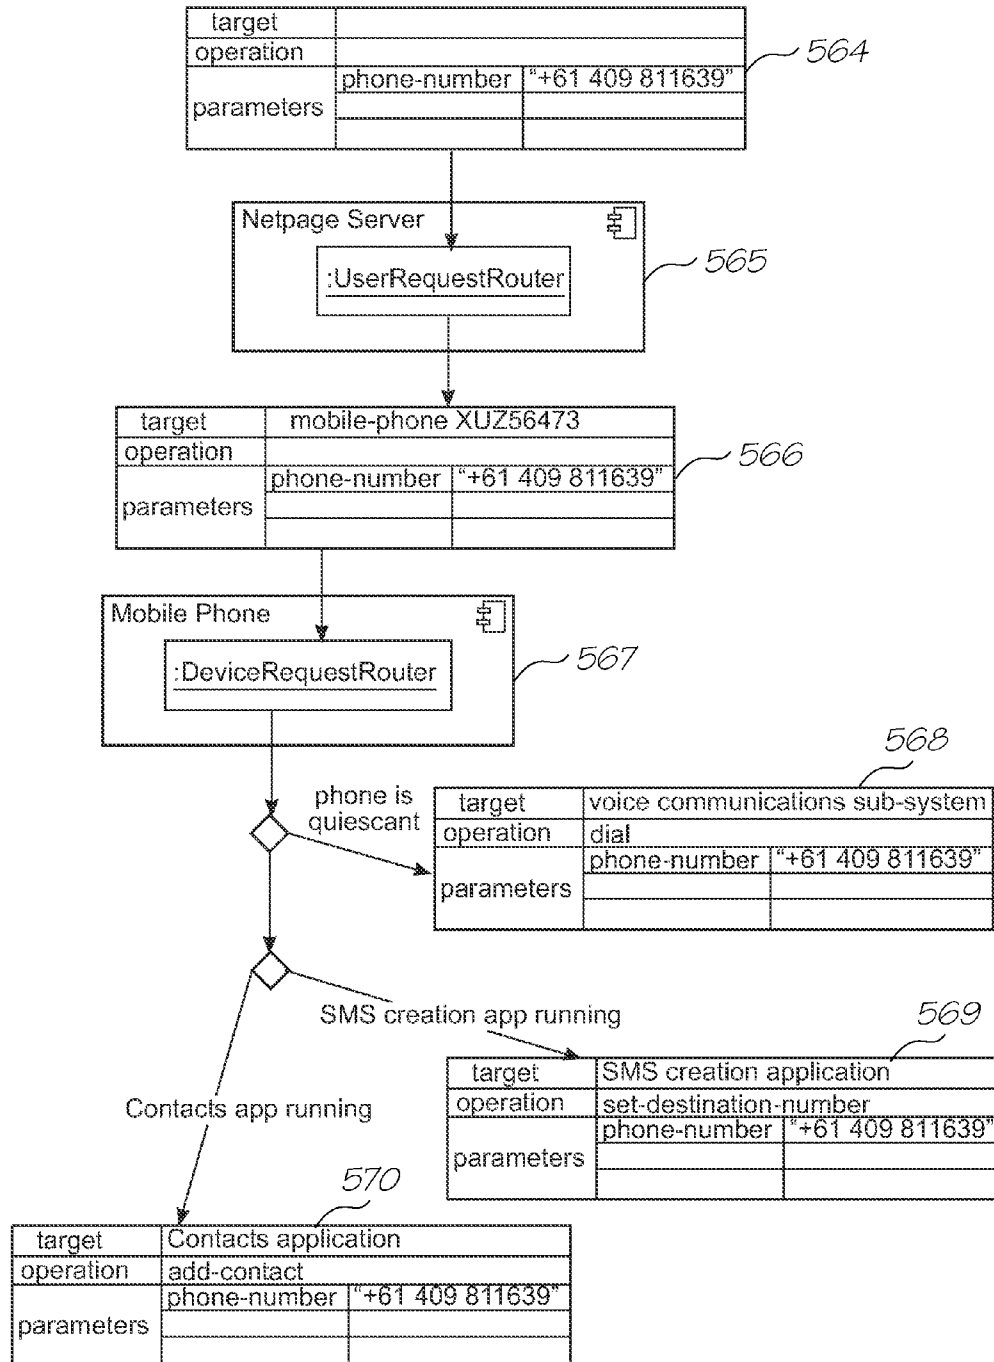 target
operation
parameters
phone-number "+61 409 811639"
564
Netpage Server
:UserRequestRouter
565
target mobile-phone XUZ56473
operation
parameters
phone-number "+61 409 811639"
566
Mobile Phone
:DeviceRequestRouter
567
phone is
quiescant
568
target voice communications sub-system
operation dial
parameters
phone-number "+61 409 811639"
SMS creation app running
569
target SMS creation application
operation set-destination-number
parameters
phone-number "+61 409 811639"
Contacts app running
570
target Contacts application
operation add-contact
parameters
phone-number "+61 409 811639"